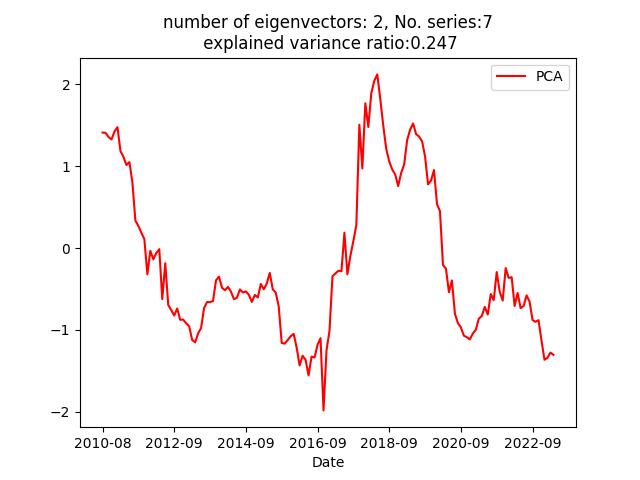 number of eigenvectors: 2, No. series:7
explained variance ratio:0.247
PCA
2
1
0
−1
−2
2010-08 2012-09 2014-09 2016-09 2018-09 2020-09 2022-09
Date